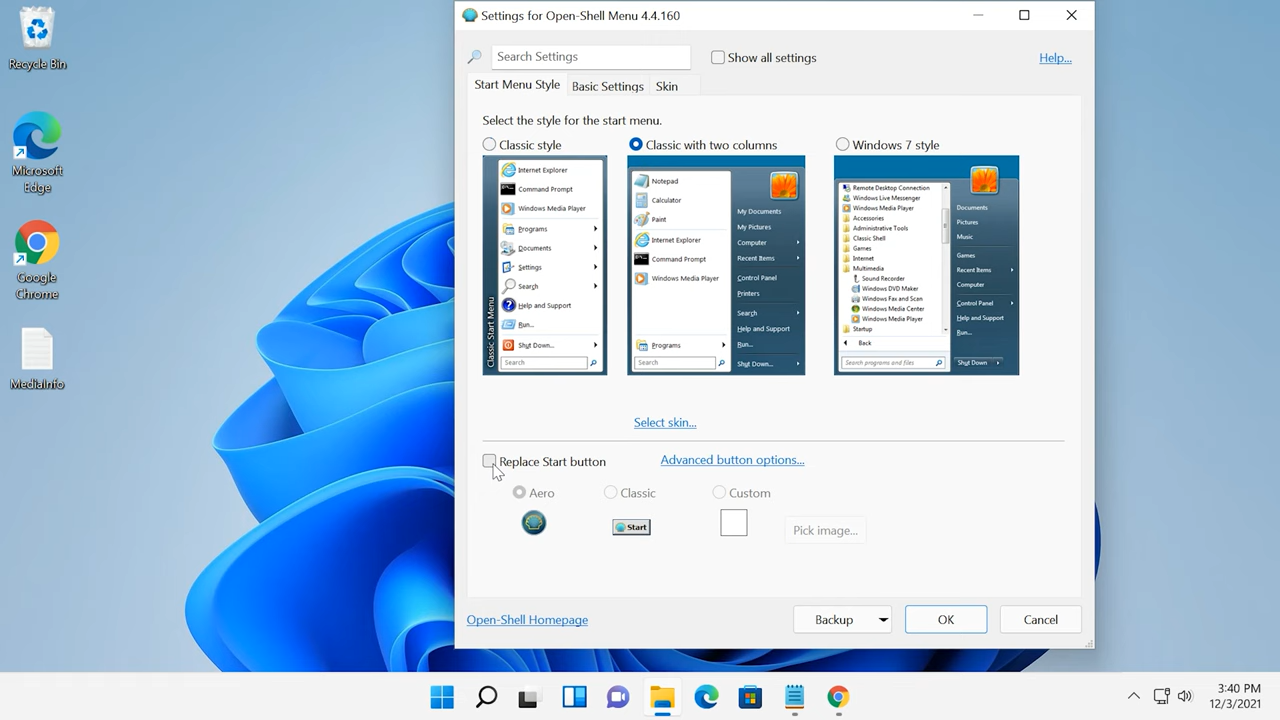 Recycle Bin
Microsoft
Edge
Google
Chrome
MediaInfo
Settings for Open-Shell Menu 4.4.160
Search Settings
Show all settings
Help...
Start Menu Style
Basic Settings
Skin
Select the style for the start menu.
Classic style
Classic with two columns
Windows 7 style
Internet Explorer
Command Prompt
Windows Media Player
Programs
Documents
Settings
Search
Help and Support
Run...
Shut Down...
Search
Classic Start Menu
Notepad
Calculator
Paint
Internet Explorer
Command Prompt
Windows Media Player
Programs
Search
My Documents
My Pictures
Computer
Recent Items
Control Panel
Printers
Search
Help and Support
Run...
Shut Down...
Remote Desktop Connection
Windows Live Messenger
Windows Media Player
Accessories
Administrative Tools
Classic Shell
Games
Internet
Multimedia
Sound Recorder
Windows DVD Maker
Windows Fax and Scan
Windows Media Center
Windows Media Player
Startup
Back
Search programs and files
Documents
Pictures
Music
Games
Recent Items
Computer
Control Panel
Help and Support
Run...
Shut Down
Select skin...
Replace Start button
Advanced button options...
Aero
Classic
Custom
Start
Pick image...
Open-Shell Homepage
Backup
OK
Cancel
3:40 PM
12/3/2021